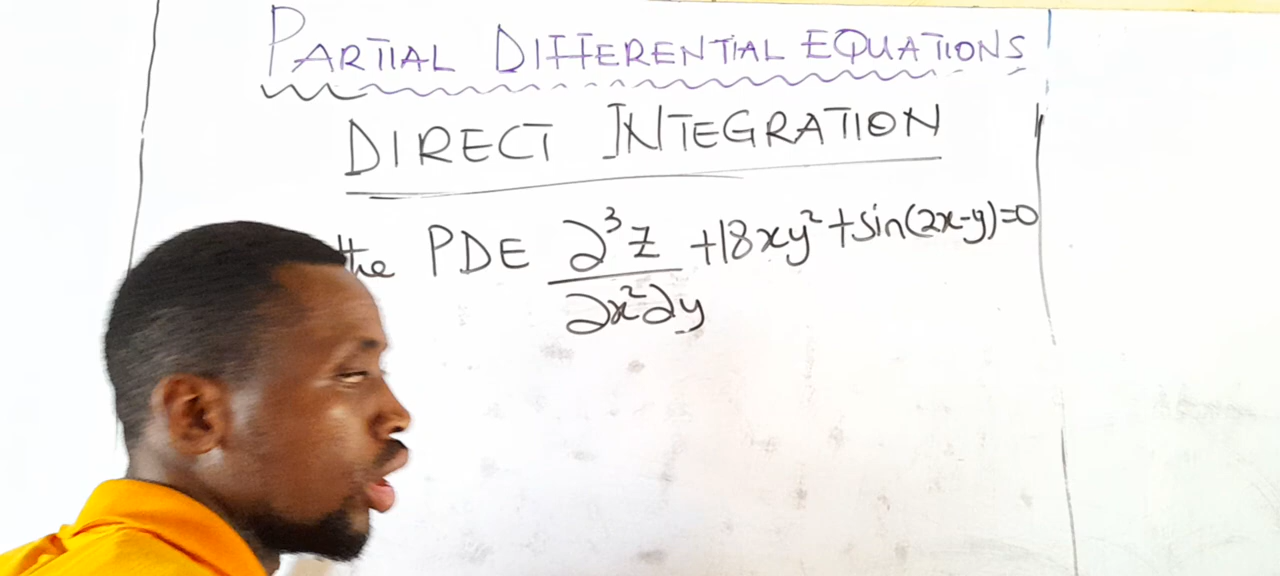 PARTIAL DIFFERENTIAL EQUATIONS
DIRECT INTEGRATION
the PDE ∂³z/∂x²∂y +18xy²+sin(2x-y)=0